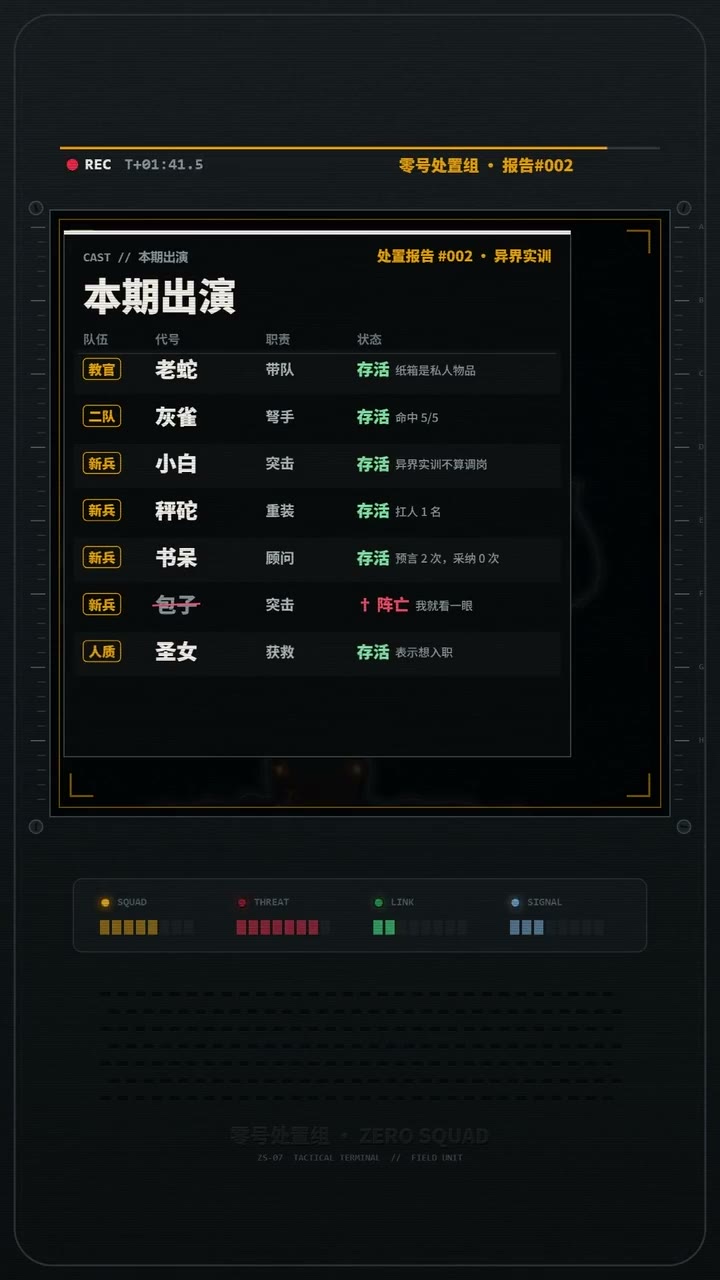 REC T+01:41.5 零号处置组 · 报告#002
CAST // 本期出演 处置报告 #002 · 异界实训
本期出演
队伍 代号 职责 状态
教官 老蛇 带队 存活 纸箱是私人物品
二队 灰雀 弩手 存活 命中 5/5
新兵 小白 突击 存活 异界实训不算调岗
新兵 秤砣 重装 存活 扛人 1 名
新兵 书呆 顾问 存活 预言 2 次，采纳 0 次
新兵 包子 突击 † 阵亡 我就看一眼
人质 圣女 获救 存活 表示想入职
A
B
C
D
E
F
G
H
SQUAD THREAT LINK SIGNAL
零号处置组 · ZERO SQUAD
ZS-07 TACTICAL TERMINAL // FIELD UNIT